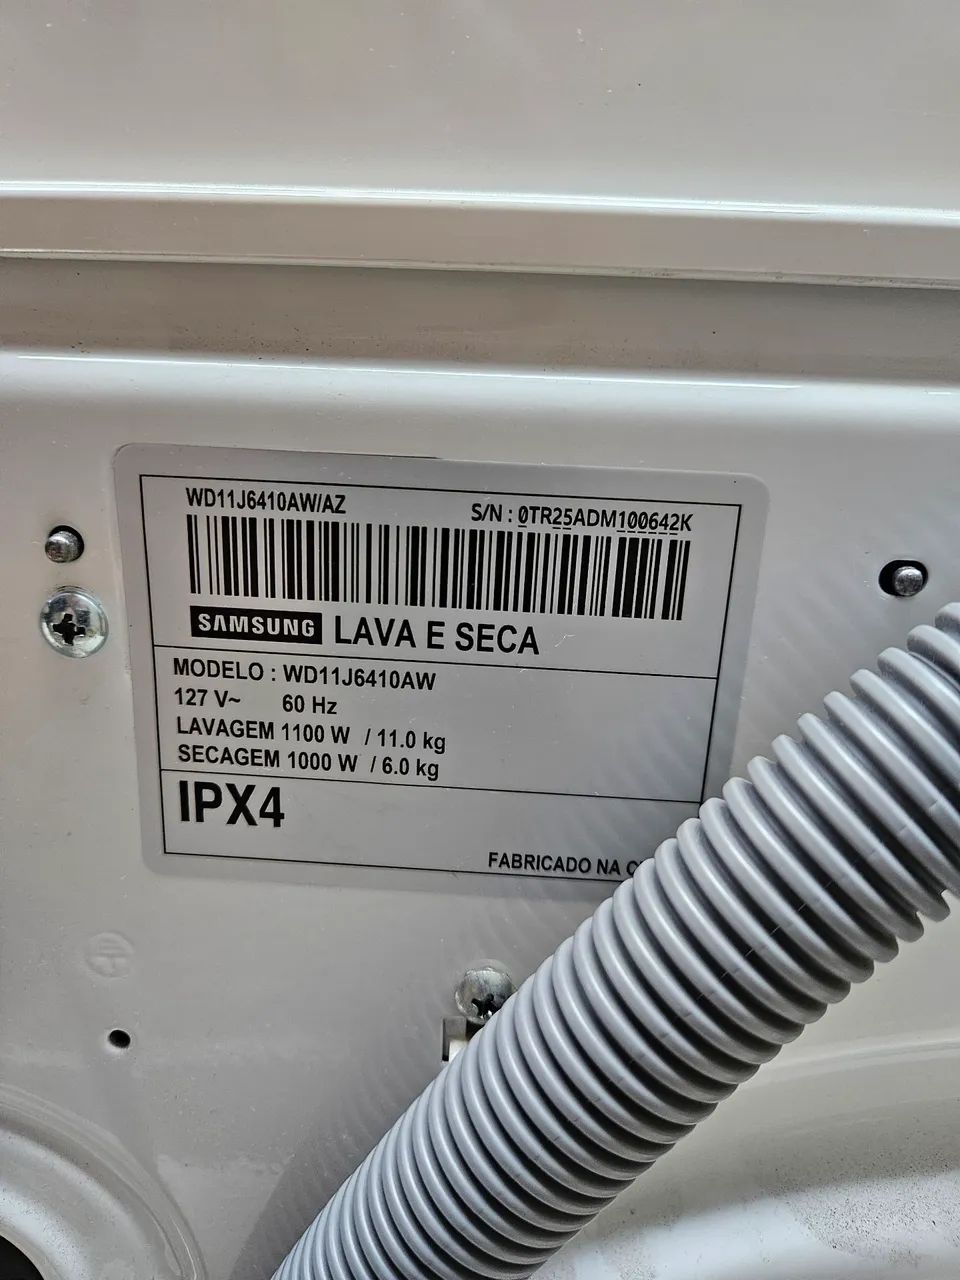 WD11J6410AW/AZ S/N : 0TR25ADM100642K
SAMSUNG LAVA E SECA
MODELO : WD11J6410AW
127 V~ 60 Hz
LAVAGEM 1100 W / 11.0 kg
SECAGEM 1000 W / 6.0 kg
IPX4
FABRICADO NA